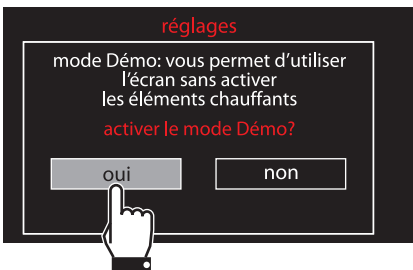 réglages
mode Démo: vous permet d'utiliser
l'écran sans activer
les éléments chauffants
activer le mode Démo?
oui
non